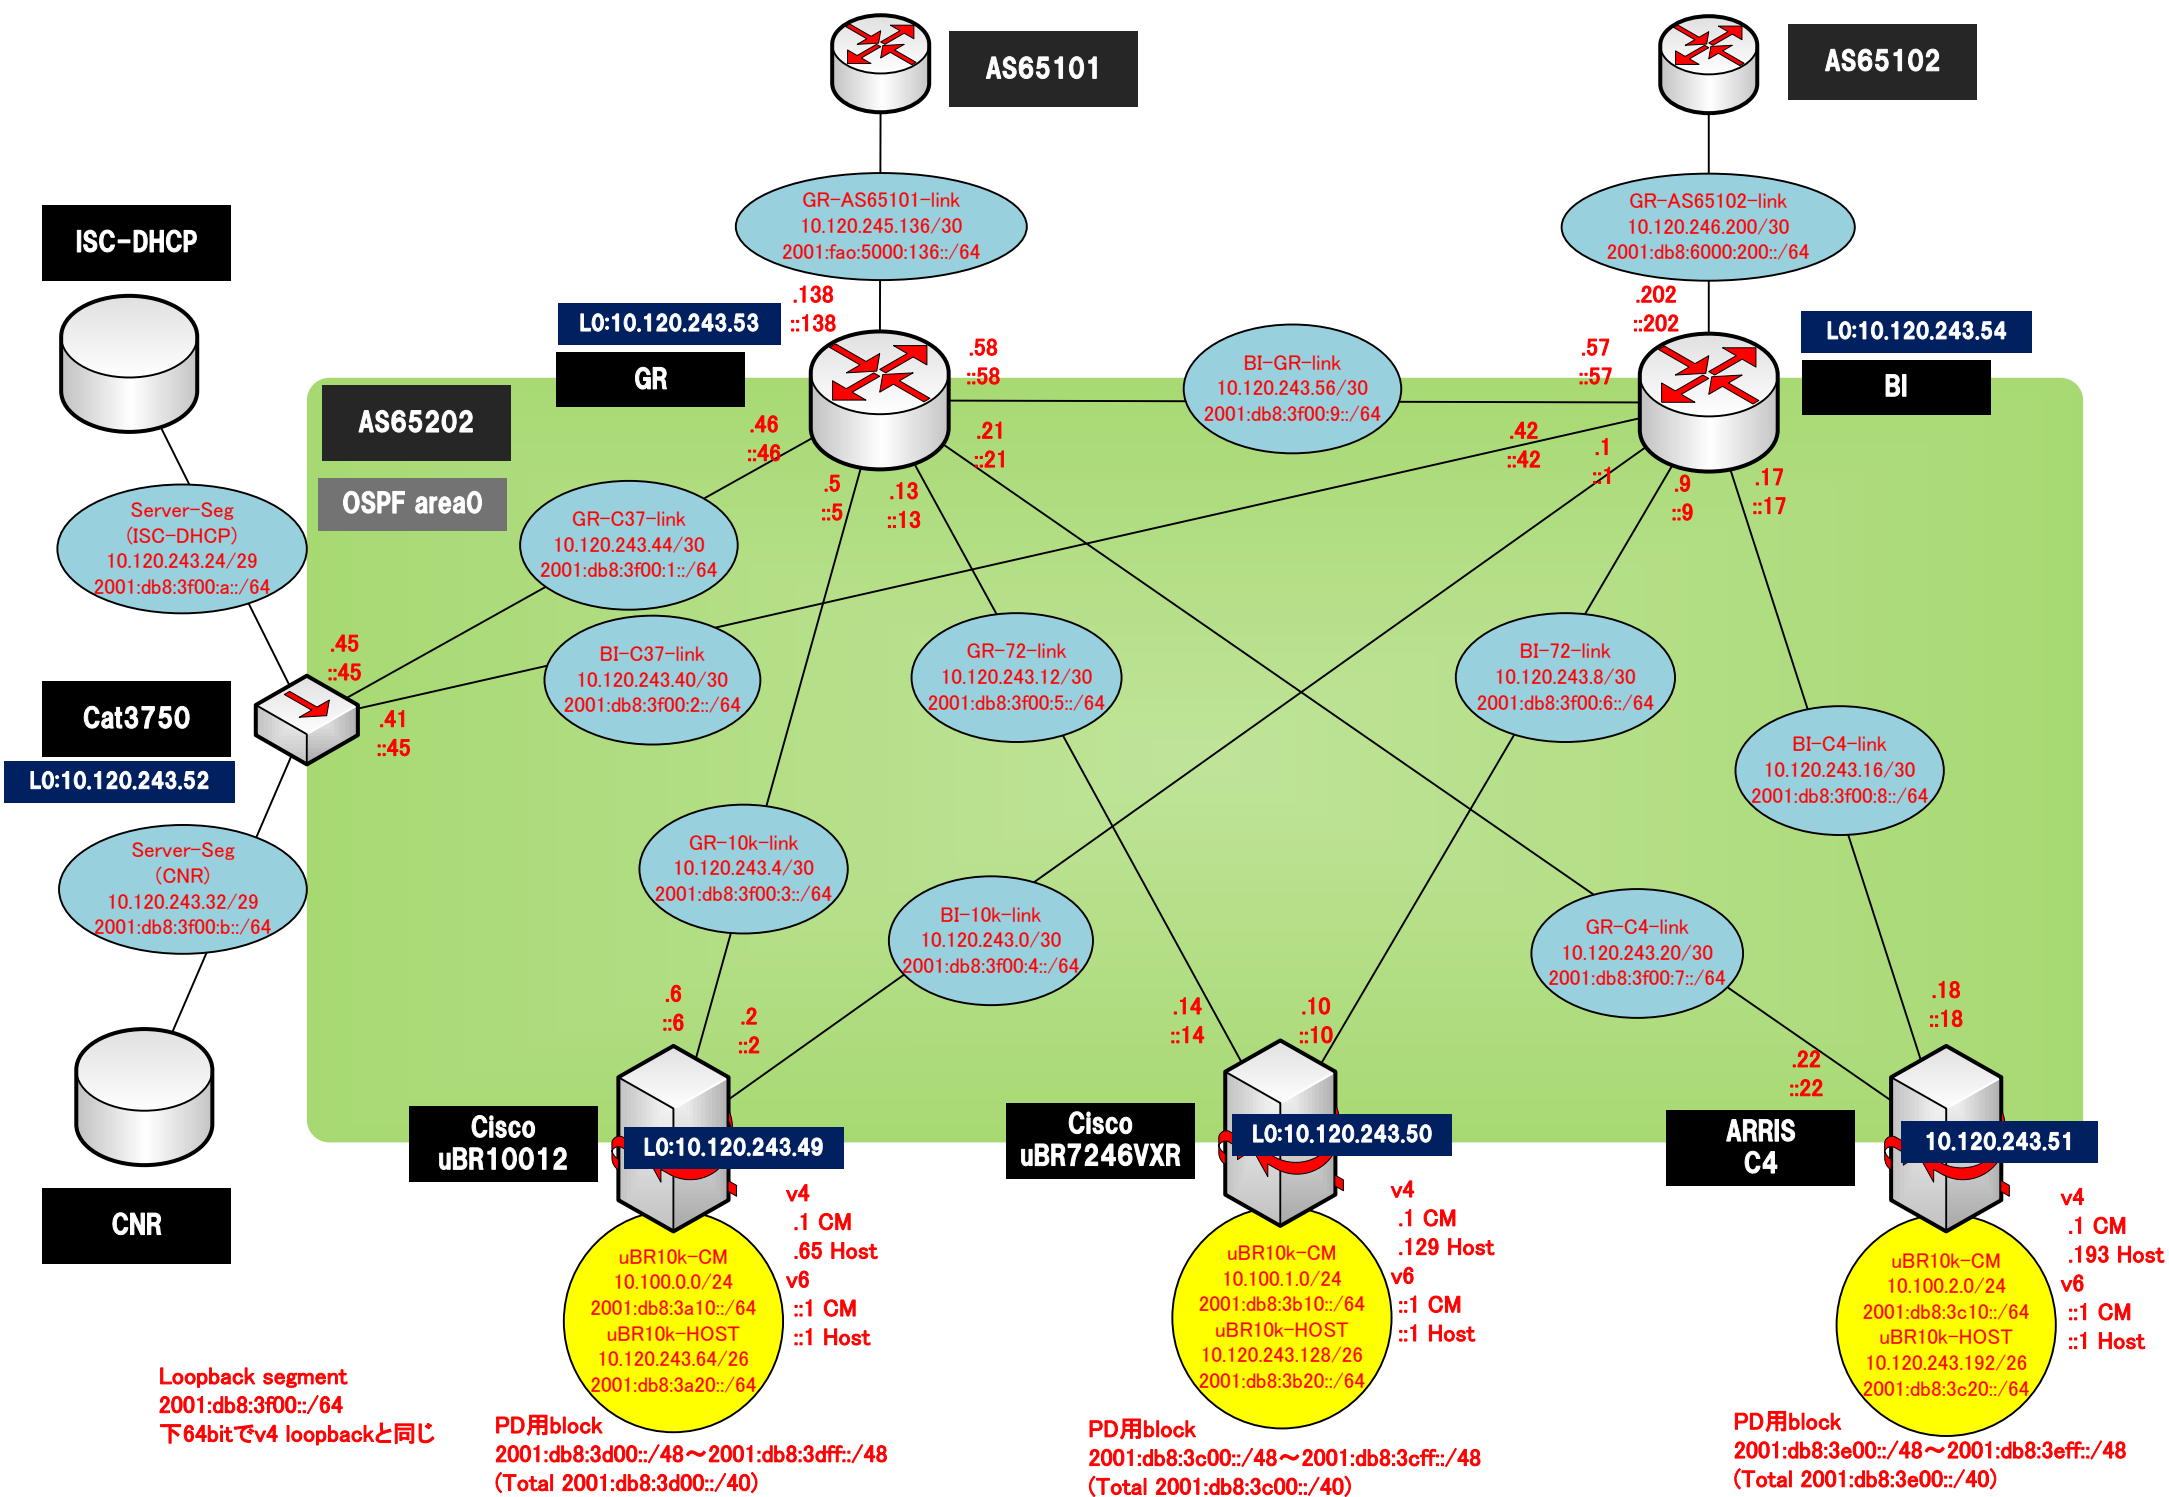 AS65101
AS65102
GR-AS65101-link
10.120.245.136/30
2001:fao:5000:136::/64
GR-AS65102-link
10.120.246.200/30
2001:db8:6000:200::/64
ISC-DHCP
.138
::138
.202
::202
L0:10.120.243.53
L0:10.120.243.54
GR
BI
.58
::58
BI-GR-link
10.120.243.56/30
2001:db8:3f00:9::/64
.57
::57
AS65202
OSPF area0
.46
::46
.21
::21
.42
::42
.1
::1
.5
::5
.13
::13
.9
::9
.17
::17
Server-Seg
(ISC-DHCP)
10.120.243.24/29
2001:db8:3f00:a::/64
GR-C37-link
10.120.243.44/30
2001:db8:3f00:1::/64
.45
::45
BI-C37-link
10.120.243.40/30
2001:db8:3f00:2::/64
GR-72-link
10.120.243.12/30
2001:db8:3f00:5::/64
BI-72-link
10.120.243.8/30
2001:db8:3f00:6::/64
Cat3750
.41
::45
L0:10.120.243.52
BI-C4-link
10.120.243.16/30
2001:db8:3f00:8::/64
Server-Seg
(CNR)
10.120.243.32/29
2001:db8:3f00:b::/64
GR-10k-link
10.120.243.4/30
2001:db8:3f00:3::/64
BI-10k-link
10.120.243.0/30
2001:db8:3f00:4::/64
GR-C4-link
10.120.243.20/30
2001:db8:3f00:7::/64
.6
::6
.2
::2
.14
::14
.10
::10
.18
::18
.22
::22
Cisco
uBR10012
L0:10.120.243.49
Cisco
uBR7246VXR
L0:10.120.243.50
ARRIS
C4
10.120.243.51
CNR
v4
.1 CM
.65 Host
v6
::1 CM
::1 Host
uBR10k-CM
10.100.0.0/24
2001:db8:3a10::/64
uBR10k-HOST
10.120.243.64/26
2001:db8:3a20::/64
v4
.1 CM
.129 Host
v6
::1 CM
::1 Host
uBR10k-CM
10.100.1.0/24
2001:db8:3b10::/64
uBR10k-HOST
10.120.243.128/26
2001:db8:3b20::/64
v4
.1 CM
.193 Host
v6
::1 CM
::1 Host
uBR10k-CM
10.100.2.0/24
2001:db8:3c10::/64
uBR10k-HOST
10.120.243.192/26
2001:db8:3c20::/64
Loopback segment
2001:db8:3f00::/64
下64bitでv4 loopbackと同じ
PD用block
2001:db8:3d00::/48～2001:db8:3dff::/48
(Total 2001:db8:3d00::/40)
PD用block
2001:db8:3c00::/48～2001:db8:3cff::/48
(Total 2001:db8:3c00::/40)
PD用block
2001:db8:3e00::/48～2001:db8:3eff::/48
(Total 2001:db8:3e00::/40)